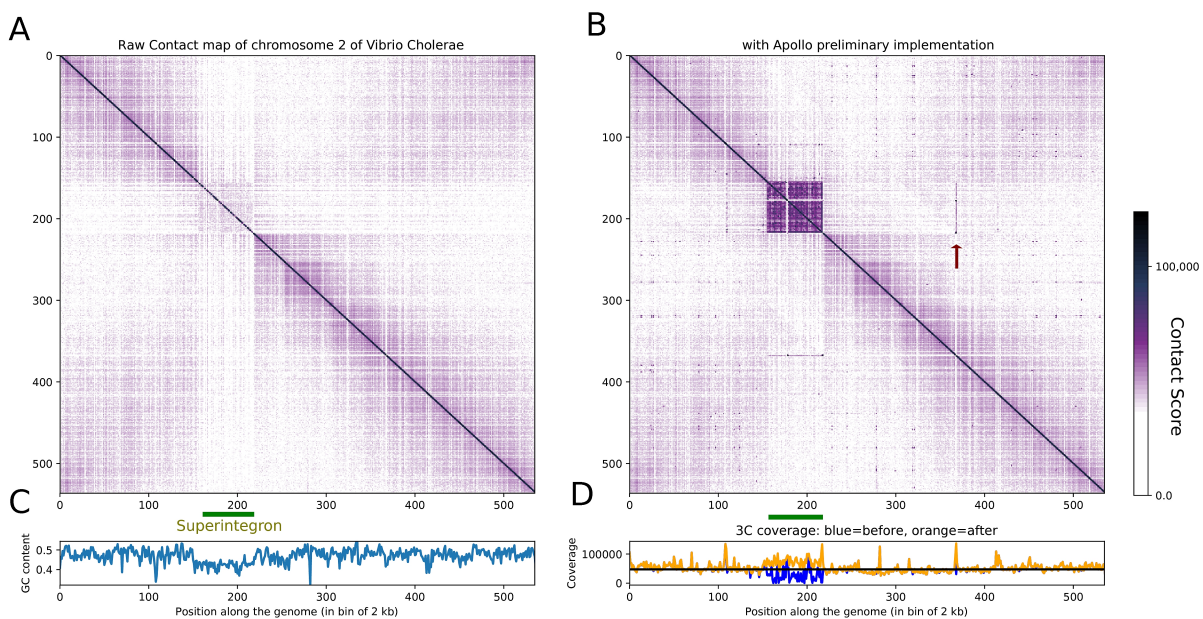 A
Raw Contact map of chromosome 2 of Vibrio Cholerae
0
100
200
300
400
500
0 100 200 300 400 500
B
with Apollo preliminary implementation
0
100
200
300
400
500
0 100 200 300 400 500
100,000
0.0
Contact Score
C
Superintegron
GC content
0.5
0.4
0 100 200 300 400 500
Position along the genome (in bin of 2 kb)
D
3C coverage: blue=before, orange=after
Coverage
100000
0
0 100 200 300 400 500
Position along the genome (in bin of 2 kb)